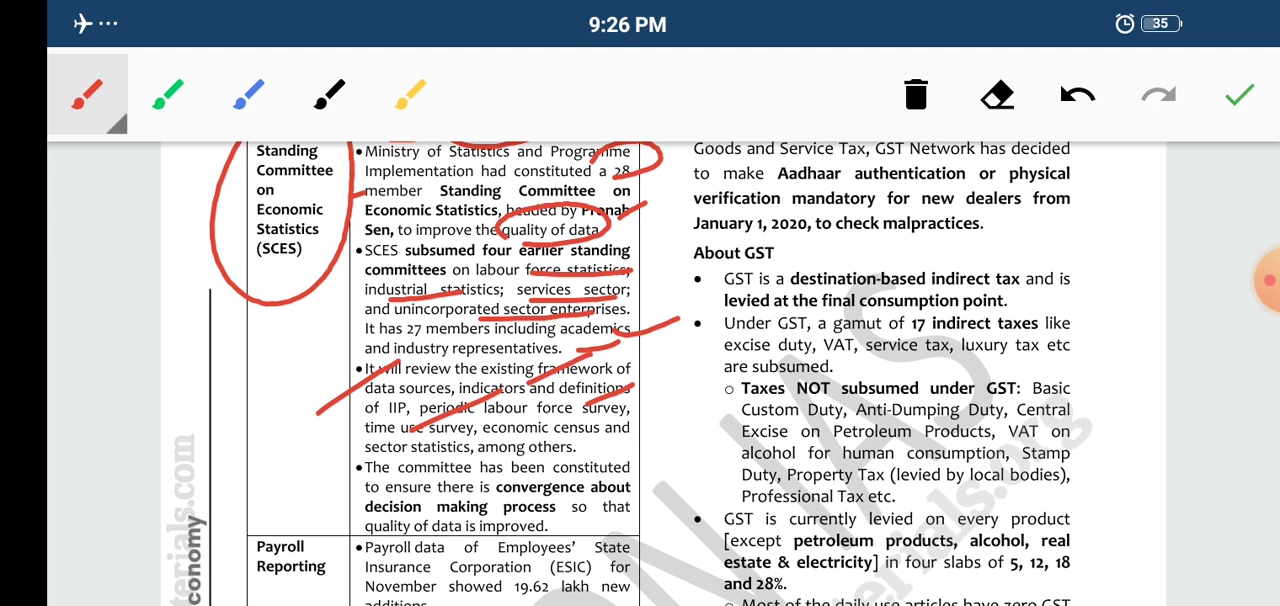 9:26 PM
35
Standing
Committee
on
Economic
Statistics
(SCES)
•Ministry of Statistics and Programme
Implementation had constituted a 28
member Standing Committee on
Economic Statistics, headed by Pronab
Sen, to improve the quality of data.
•SCES subsumed four earlier standing
committees on labour force statistics;
industrial statistics; services sector;
and unincorporated sector enterprises.
It has 27 members including academics
and industry representatives.
•It will review the existing framework of
data sources, indicators and definitions
of IIP, periodic labour force survey,
time use survey, economic census and
sector statistics, among others.
•The committee has been constituted
to ensure there is convergence about
decision making process so that
quality of data is improved.
Payroll
Reporting
•Payroll data of Employees’ State
Insurance Corporation (ESIC) for
November showed 19.62 lakh new
additions.
Goods and Service Tax, GST Network has decided
to make Aadhaar authentication or physical
verification mandatory for new dealers from
January 1, 2020, to check malpractices.
About GST
• GST is a destination-based indirect tax and is
levied at the final consumption point.
• Under GST, a gamut of 17 indirect taxes like
excise duty, VAT, service tax, luxury tax etc
are subsumed.
o Taxes NOT subsumed under GST: Basic
Custom Duty, Anti-Dumping Duty, Central
Excise on Petroleum Products, VAT on
alcohol for human consumption, Stamp
Duty, Property Tax (levied by local bodies),
Professional Tax etc.
• GST is currently levied on every product
[except petroleum products, alcohol, real
estate & electricity] in four slabs of 5, 12, 18
and 28%.
o Most of the daily use articles have zero GST
terials.com
conomy
N IAS
rials.org